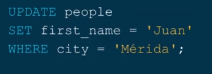 UPDATE people
SET first_name = 'Juan'
WHERE city = 'Mérida';